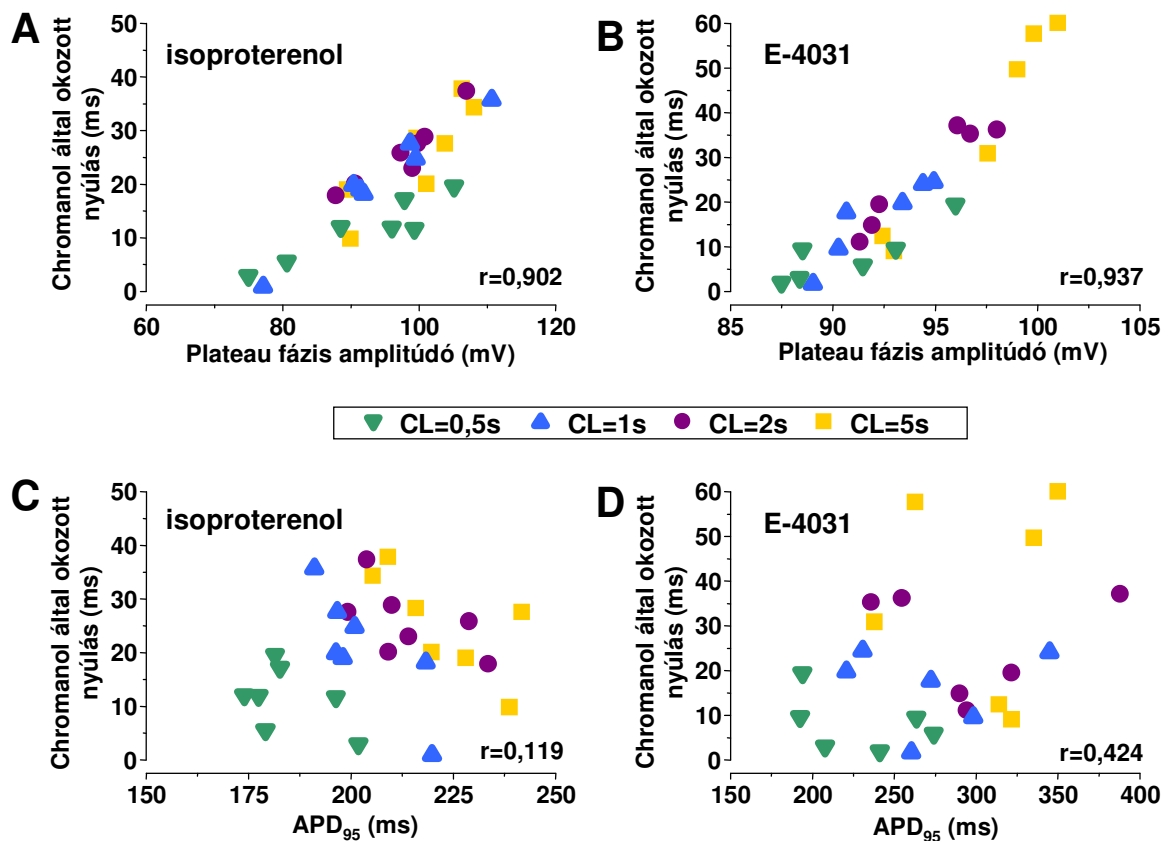 A
isoproterenol
Chromanol által okozott
nyúlás (ms)
50
40
30
20
10
0
r=0,902
60
80
100
120
Plateau fázis amplitúdó (mV)
B
E-4031
Chromanol által okozott
nyúlás (ms)
60
50
40
30
20
10
0
r=0,937
85
90
95
100
105
Plateau fázis amplitúdó (mV)
CL=0,5s
CL=1s
CL=2s
CL=5s
C
isoproterenol
Chromanol által okozott
nyúlás (ms)
50
40
30
20
10
0
r=0,119
150
175
200
225
250
APD95 (ms)
D
E-4031
Chromanol által okozott
nyúlás (ms)
60
50
40
30
20
10
0
r=0,424
150
200
250
300
350
400
APD95 (ms)